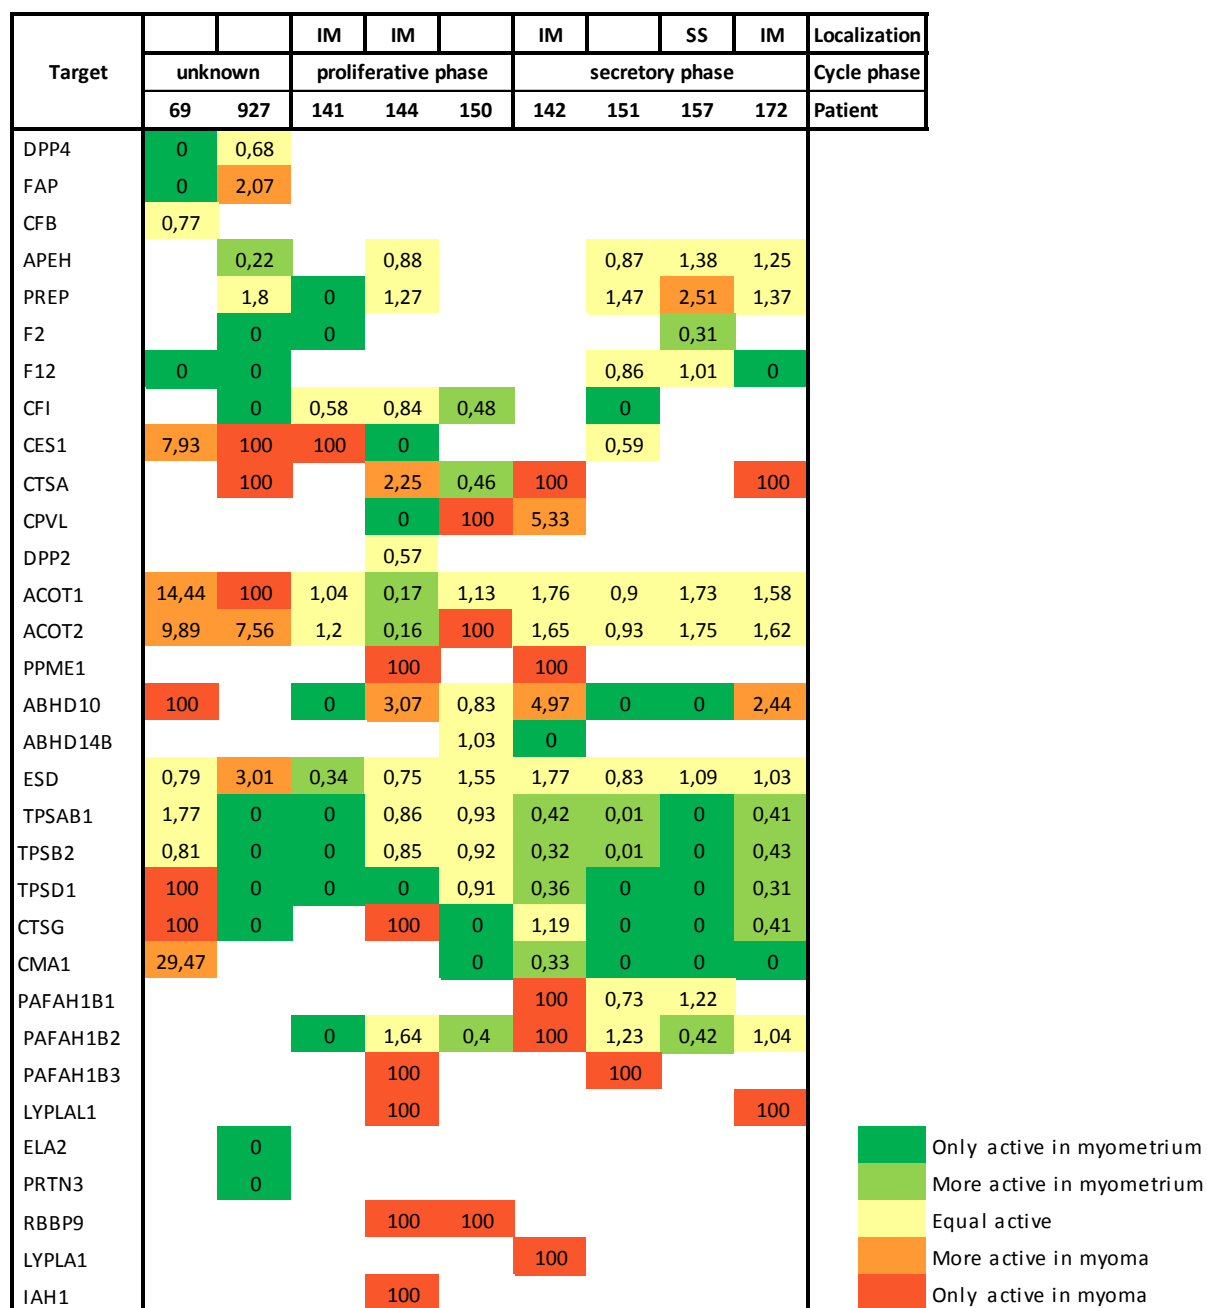 IM IM IM SS IM Localization
Target unknown proliferative phase secretory phase Cycle phase
69 927 141 144 150 142 151 157 172 Patient
DPP4 0 0,68
FAP 0 2,07
CFB 0,77
APEH 0,22 0,88 0,87 1,38 1,25
PREP 1,8 0 1,27 1,47 2,51 1,37
F2 0 0 0,31
F12 0 0 0,86 1,01 0
CFI 0 0,58 0,84 0,48 0
CES1 7,93 100 100 0 0,59
CTSA 100 2,25 0,46 100 100
CPVL 0 100 5,33
DPP2 0,57
ACOT1 14,44 100 1,04 0,17 1,13 1,76 0,9 1,73 1,58
ACOT2 9,89 7,56 1,2 0,16 100 1,65 0,93 1,75 1,62
PPME1 100 100
ABHD10 100 0 3,07 0,83 4,97 0 0 2,44
ABHD14B 1,03 0
ESD 0,79 3,01 0,34 0,75 1,55 1,77 0,83 1,09 1,03
TPSAB1 1,77 0 0 0,86 0,93 0,42 0,01 0 0,41
TPSB2 0,81 0 0 0,85 0,92 0,32 0,01 0 0,43
TPSD1 100 0 0 0 0,91 0,36 0 0 0,31
CTSG 100 0 100 0 1,19 0 0 0,41
CMA1 29,47 0 0,33 0 0 0
PAFAH1B1 100 0,73 1,22
PAFAH1B2 0 1,64 0,4 100 1,23 0,42 1,04
PAFAH1B3 100 100
LYPLAL1 100 100
ELA2 0 Only active in myometrium
PRTN3 0 More active in myometrium
RBBP9 100 100 Equal active
LYPLA1 100 More active in myoma
IAH1 100 Only active in myoma